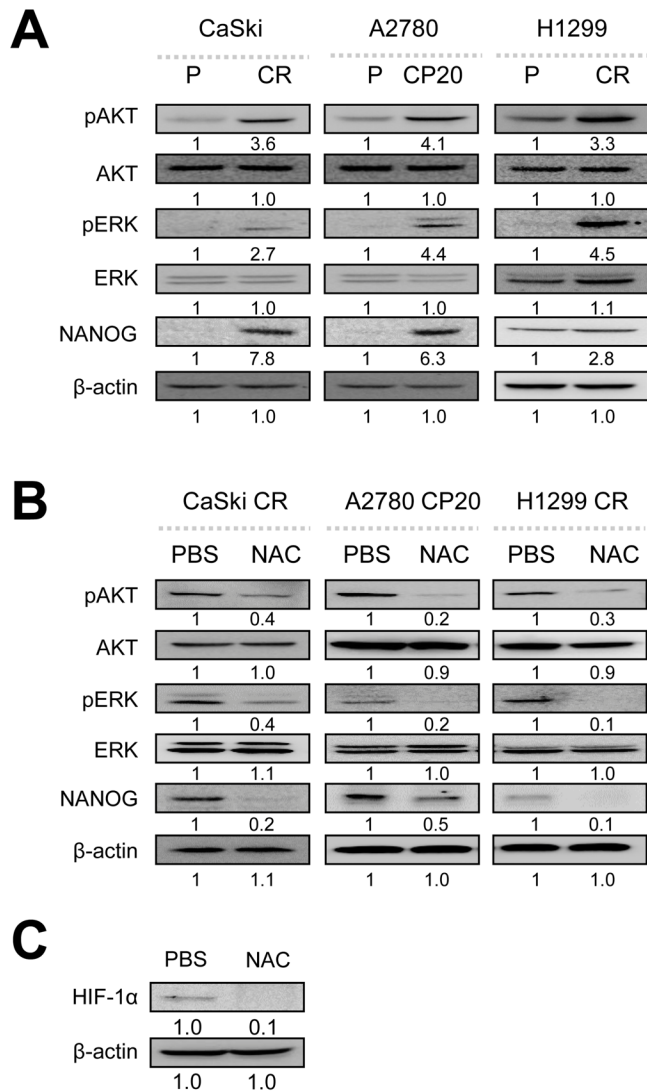 A
CaSki A2780 H1299
P CR P CP20 P CR
pAKT
1 3.6 1 4.1 1 3.3
AKT
1 1.0 1 1.0 1 1.0
pERK
1 2.7 1 4.4 1 4.5
ERK
1 1.0 1 1.0 1 1.1
NANOG
1 7.8 1 6.3 1 2.8
β-actin
1 1.0 1 1.0 1 1.0
B
CaSki CR A2780 CP20 H1299 CR
PBS NAC PBS NAC PBS NAC
pAKT
1 0.4 1 0.2 1 0.3
AKT
1 1.0 1 0.9 1 0.9
pERK
1 0.4 1 0.2 1 0.1
ERK
1 1.1 1 1.0 1 1.0
NANOG
1 0.2 1 0.5 1 0.1
β-actin
1 1.1 1 1.0 1 1.0
C
PBS NAC
HIF-1α
1.0 0.1
β-actin
1.0 1.0